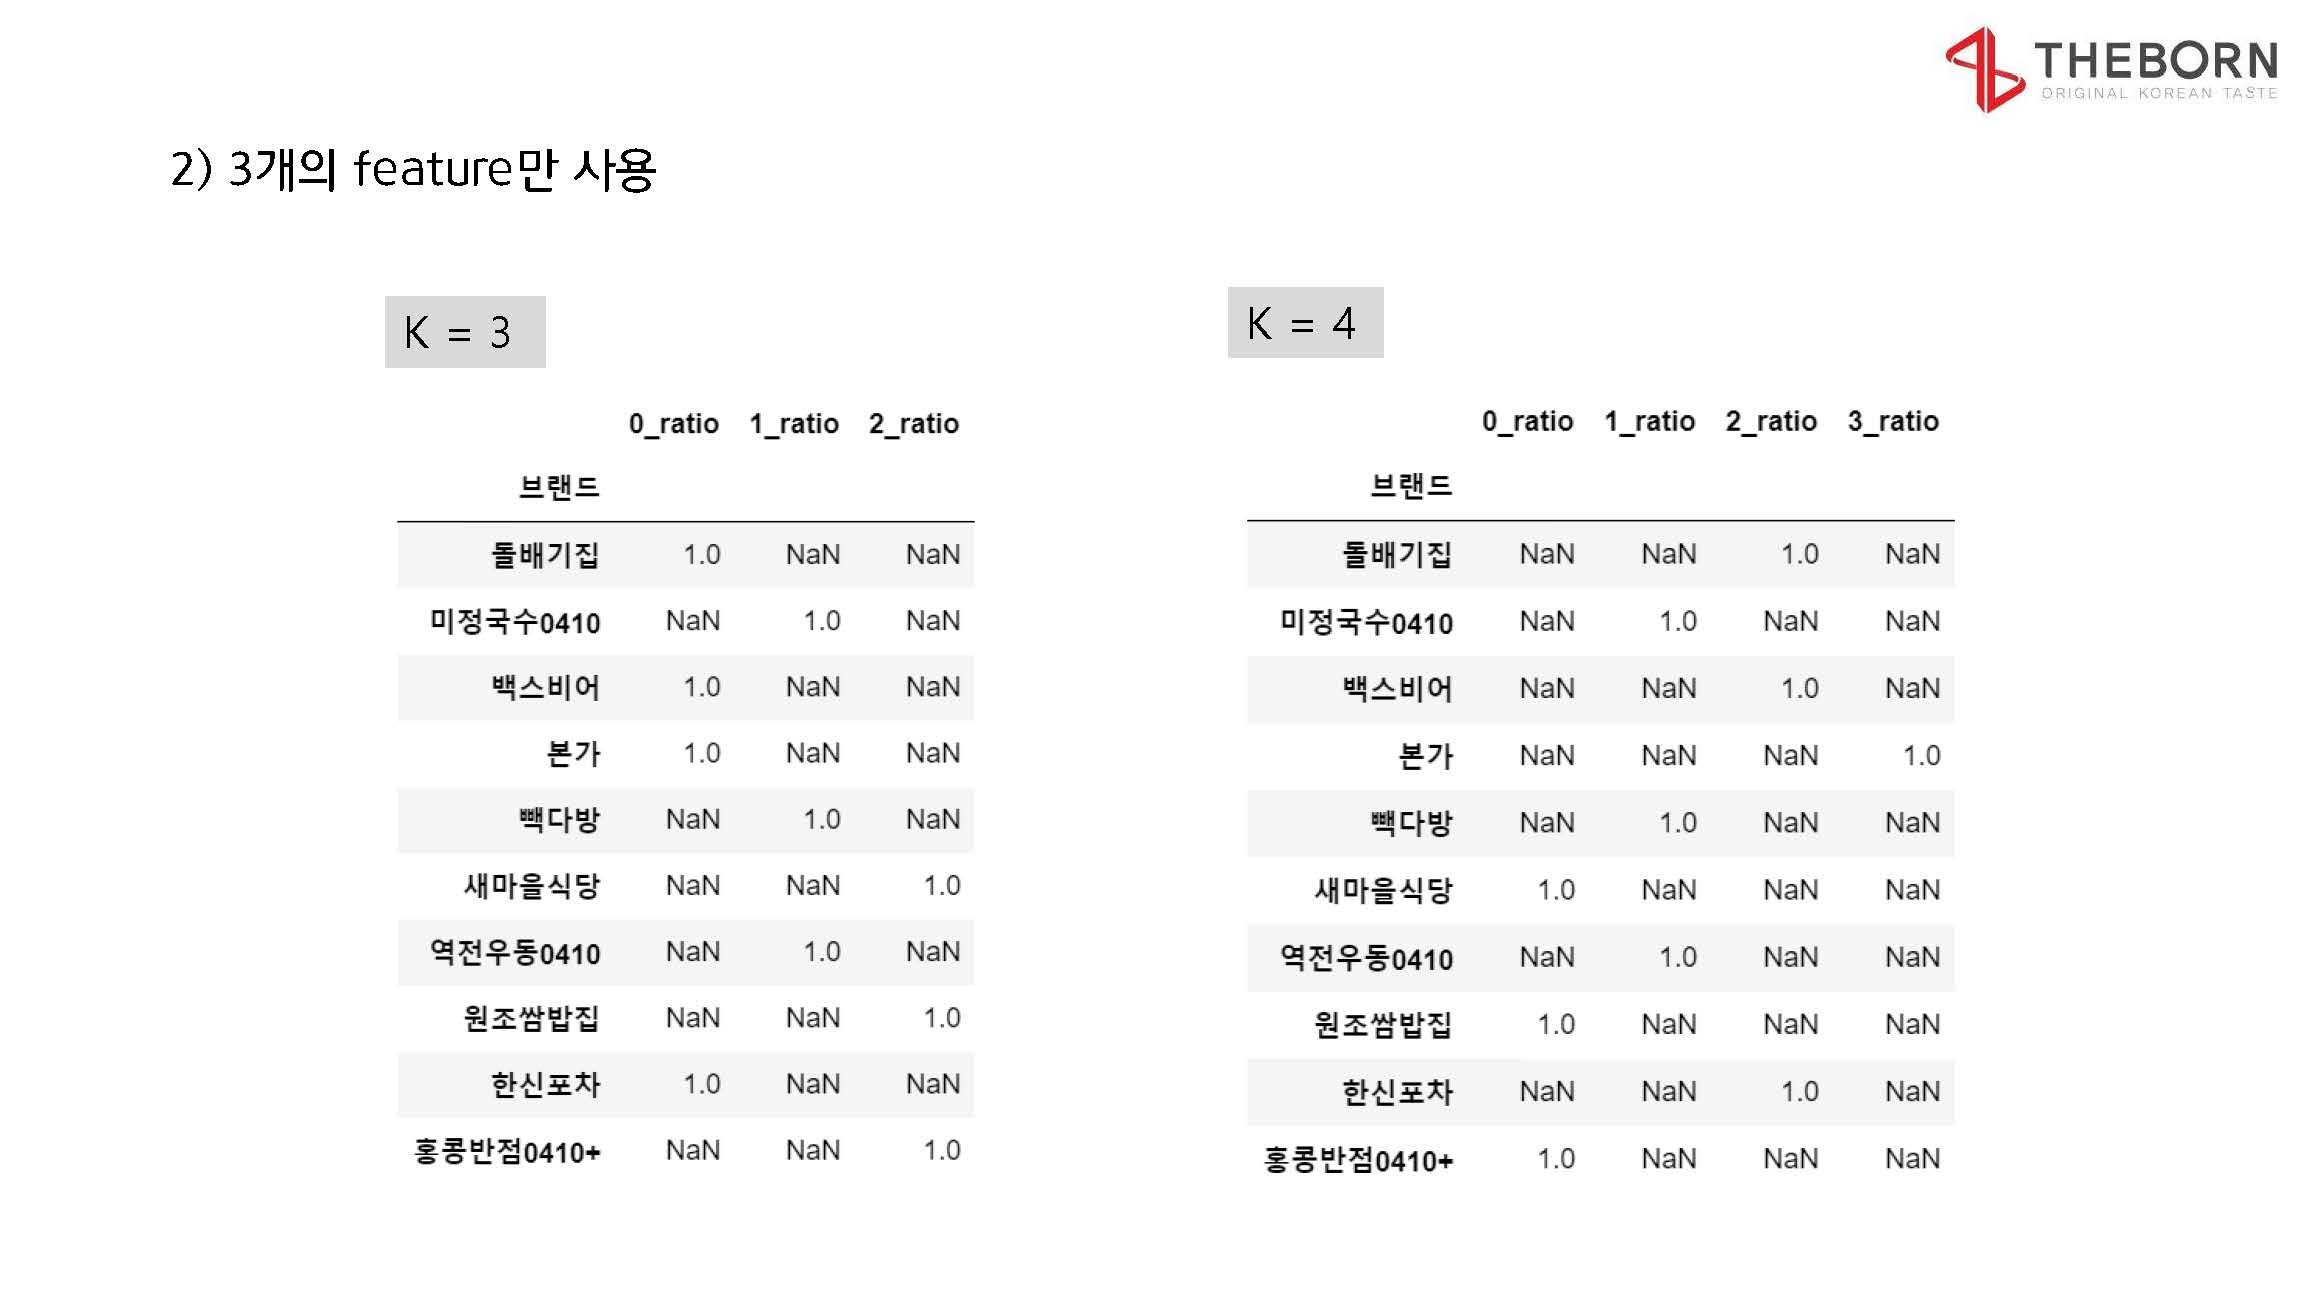 THEBORN
ORIGINAL KOREAN TASTE
2) 3개의 feature만 사용
K = 3
0_ratio 1_ratio 2_ratio
브랜드
돌배기집 1.0 NaN NaN
미정국수0410 NaN 1.0 NaN
백스비어 1.0 NaN NaN
본가 1.0 NaN NaN
빽다방 NaN 1.0 NaN
새마을식당 NaN NaN 1.0
역전우동0410 NaN 1.0 NaN
원조쌈밥집 NaN NaN 1.0
한신포차 1.0 NaN NaN
홍콩반점0410+ NaN NaN 1.0
K = 4
0_ratio 1_ratio 2_ratio 3_ratio
브랜드
돌배기집 NaN NaN 1.0 NaN
미정국수0410 NaN 1.0 NaN NaN
백스비어 NaN NaN 1.0 NaN
본가 NaN NaN NaN 1.0
빽다방 NaN 1.0 NaN NaN
새마을식당 1.0 NaN NaN NaN
역전우동0410 NaN 1.0 NaN NaN
원조쌈밥집 1.0 NaN NaN NaN
한신포차 NaN NaN 1.0 NaN
홍콩반점0410+ 1.0 NaN NaN NaN